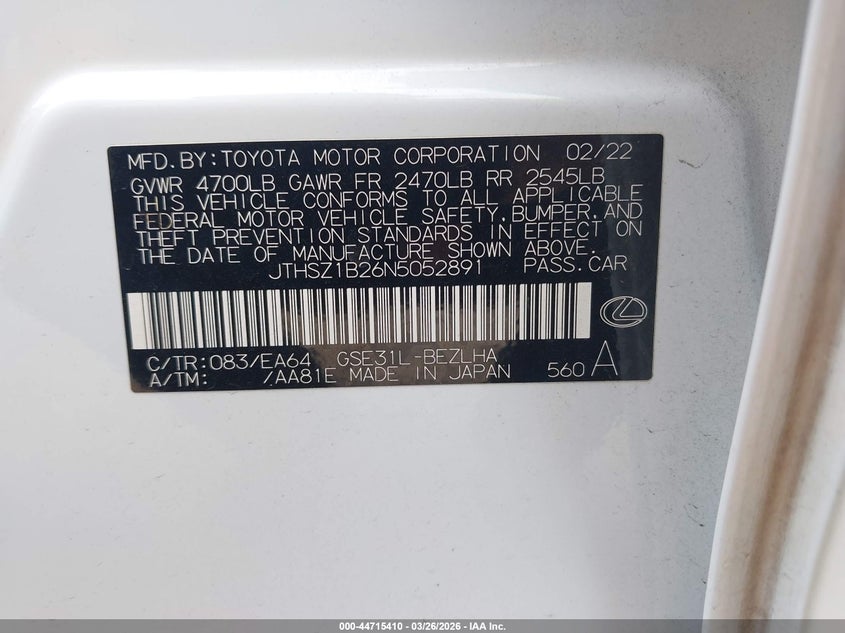 MFD.BY:TOYOTA MOTOR CORPORATION 02/22
GVWR 4700LB GAWR FR 2470LB RR 2545LB
THIS VEHICLE CONFORMS TO ALL APPLICABLE
FEDERAL MOTOR VEHICLE SAFETY,BUMPER,AND
THEFT PREVENTION STANDARDS IN EFFECT ON
THE DATE OF MANUFACTURE SHOWN ABOVE.
JTHSZ1B26N5052891 PASS.CAR
C/TR:083/EA64 GSE31L-BEZLHA
A/TM: /AA81E MADE IN JAPAN 560 A
000-44715410 | 03/26/2026 - IAA Inc.